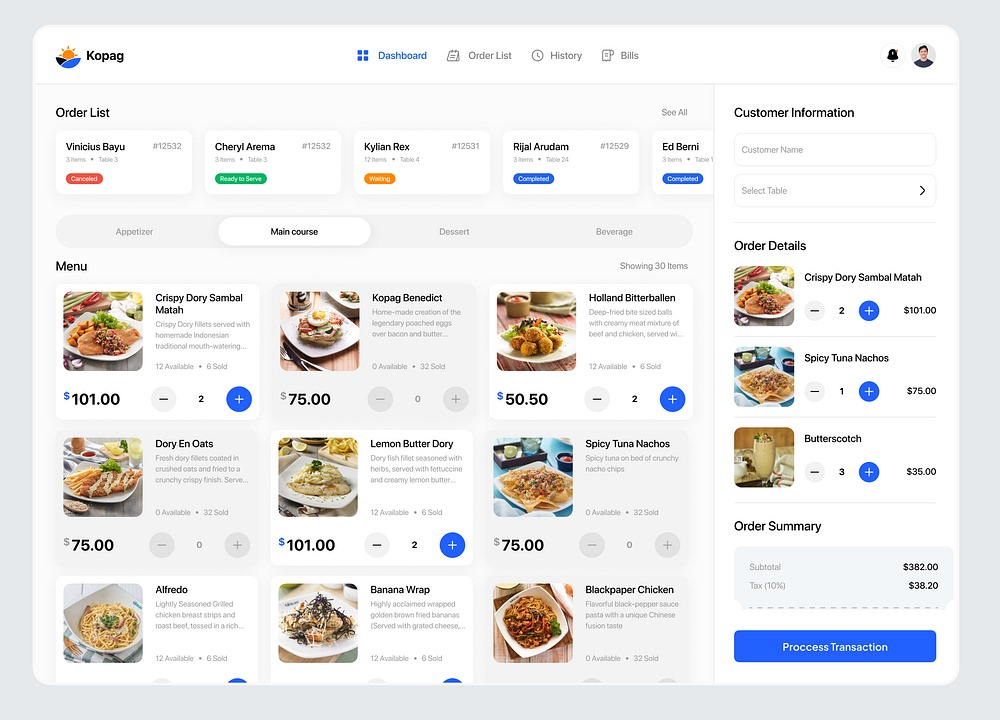 Kopag
Dashboard
Order List
History
Bills
Order List
See All
Vinicius Bayu #12532
3 Items • Table 3
Canceled
Cheryl Arema #12532
3 Items • Table 3
Ready to Serve
Kylian Rex #12531
12 Items • Table 4
Waiting
Rijal Arudam #12529
3 Items • Table 24
Completed
Ed Berni
3 Items • Table 1
Completed
Appetizer
Main course
Dessert
Beverage
Menu
Showing 30 Items
Crispy Dory Sambal
Matah
Crispy Dory fillets served with
homemade Indonesian
traditional mouth-watering...
12 Available • 6 Sold
$101.00 2
Kopag Benedict
Home-made creation of the
legendary poached eggs
over bacon and butter...
0 Available • 32 Sold
$75.00 0
Holland Bitterballen
Deep-fried bite sized balls
with creamy meat mixture of
beef and chicken, served wi...
12 Available • 6 Sold
$50.50 2
Dory En Oats
Fresh dory fillets coated in
crushed oats and fried to a
crunchy crispy finish. Serve...
0 Available • 32 Sold
$75.00 0
Lemon Butter Dory
Dory fish fillet seasoned with
herbs, served with fettuccine
and creamy lemon butter...
12 Available • 6 Sold
$101.00 2
Spicy Tuna Nachos
Spicy tuna on bed of crunchy
nacho chips
0 Available • 32 Sold
$75.00 0
Alfredo
Lightly Seasoned Grilled
chicken breast strips and
roast beef, tossed in a rich...
12 Available • 6 Sold
Banana Wrap
Highly acclaimed wrapped
golden brown fried bananas
(Served with grated cheese,...
12 Available • 6 Sold
Blackpaper Chicken
Flavorful black-pepper sauce
pasta with a unique Chinese
fusion taste
0 Available • 32 Sold
Customer Information
Customer Name
Select Table
Order Details
Crispy Dory Sambal Matah
2 $101.00
Spicy Tuna Nachos
1 $75.00
Butterscotch
3 $35.00
Order Summary
Subtotal $382.00
Tax (10%) $38.20
Proccess Transaction